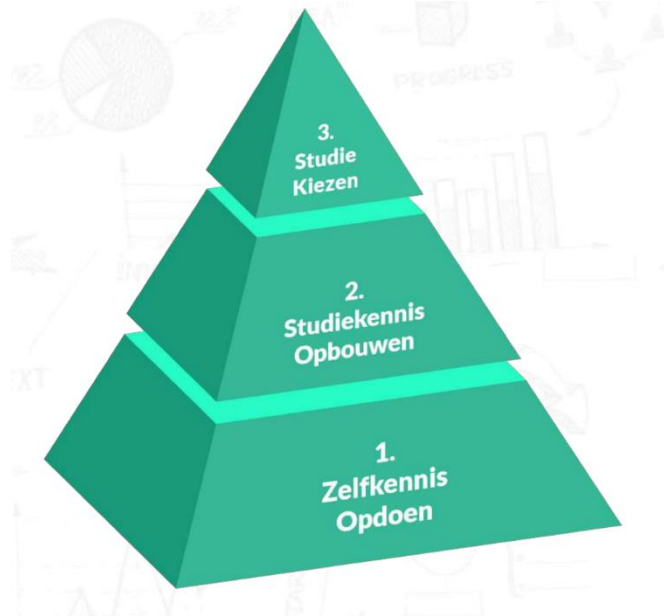 PROGRESS
3.
Studie
Kiezen
2.
Studiekennis
Opbouwen
1.
Zelfkennis
Opdoen